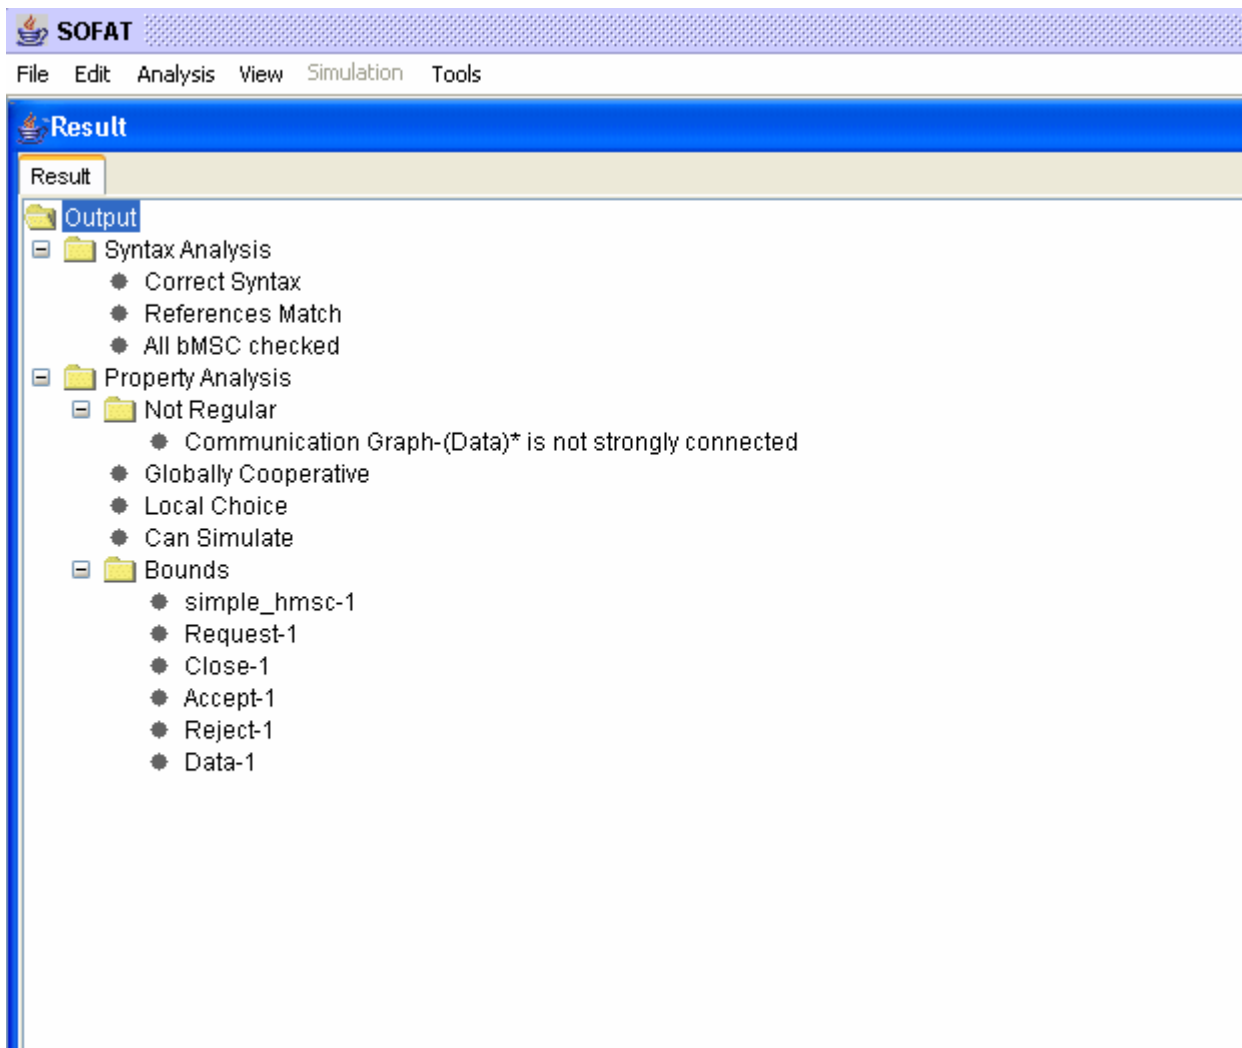 SOFAT
File Edit Analysis View Simulation Tools
Result
Result
Output
Syntax Analysis
Correct Syntax
References Match
All bMSC checked
Property Analysis
Not Regular
Communication Graph-(Data)* is not strongly connected
Globally Cooperative
Local Choice
Can Simulate
Bounds
simple_hmsc-1
Request-1
Close-1
Accept-1
Reject-1
Data-1